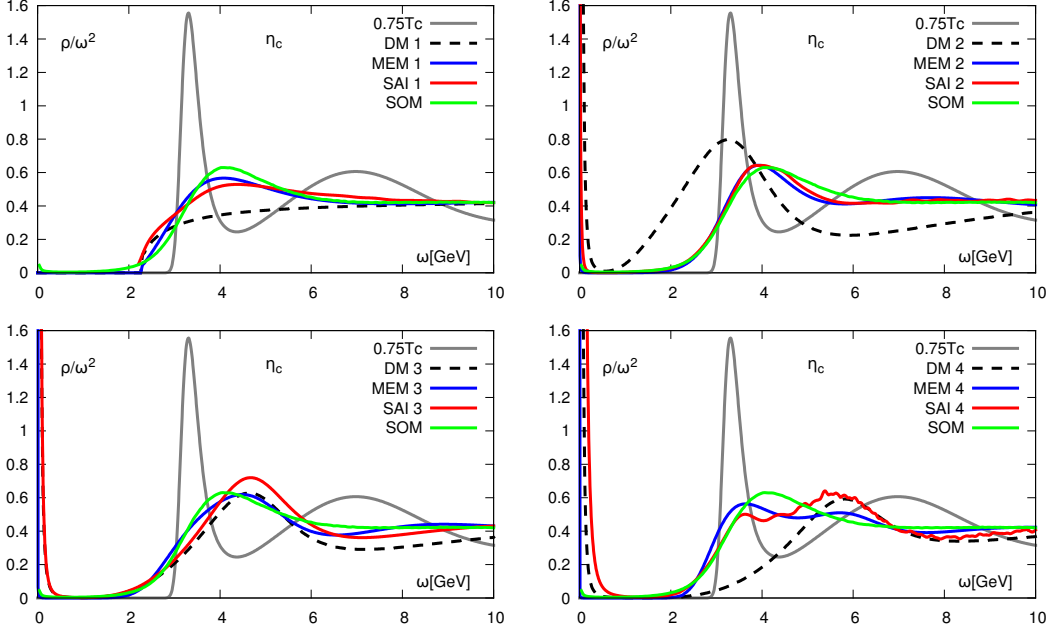 1.6
1.4
1.2
1
0.8
0.6
0.4
0.2
0
ρ/ω²
ηc
0.75Tc
DM 1
MEM 1
SAI 1
SOM
ω[GeV]
0 2 4 6 8 10
1.6
1.4
1.2
1
0.8
0.6
0.4
0.2
0
ρ/ω²
ηc
0.75Tc
DM 2
MEM 2
SAI 2
SOM
ω[GeV]
0 2 4 6 8 10
1.6
1.4
1.2
1
0.8
0.6
0.4
0.2
0
ρ/ω²
ηc
0.75Tc
DM 3
MEM 3
SAI 3
SOM
ω[GeV]
0 2 4 6 8 10
1.6
1.4
1.2
1
0.8
0.6
0.4
0.2
0
ρ/ω²
ηc
0.75Tc
DM 4
MEM 4
SAI 4
SOM
ω[GeV]
0 2 4 6 8 10